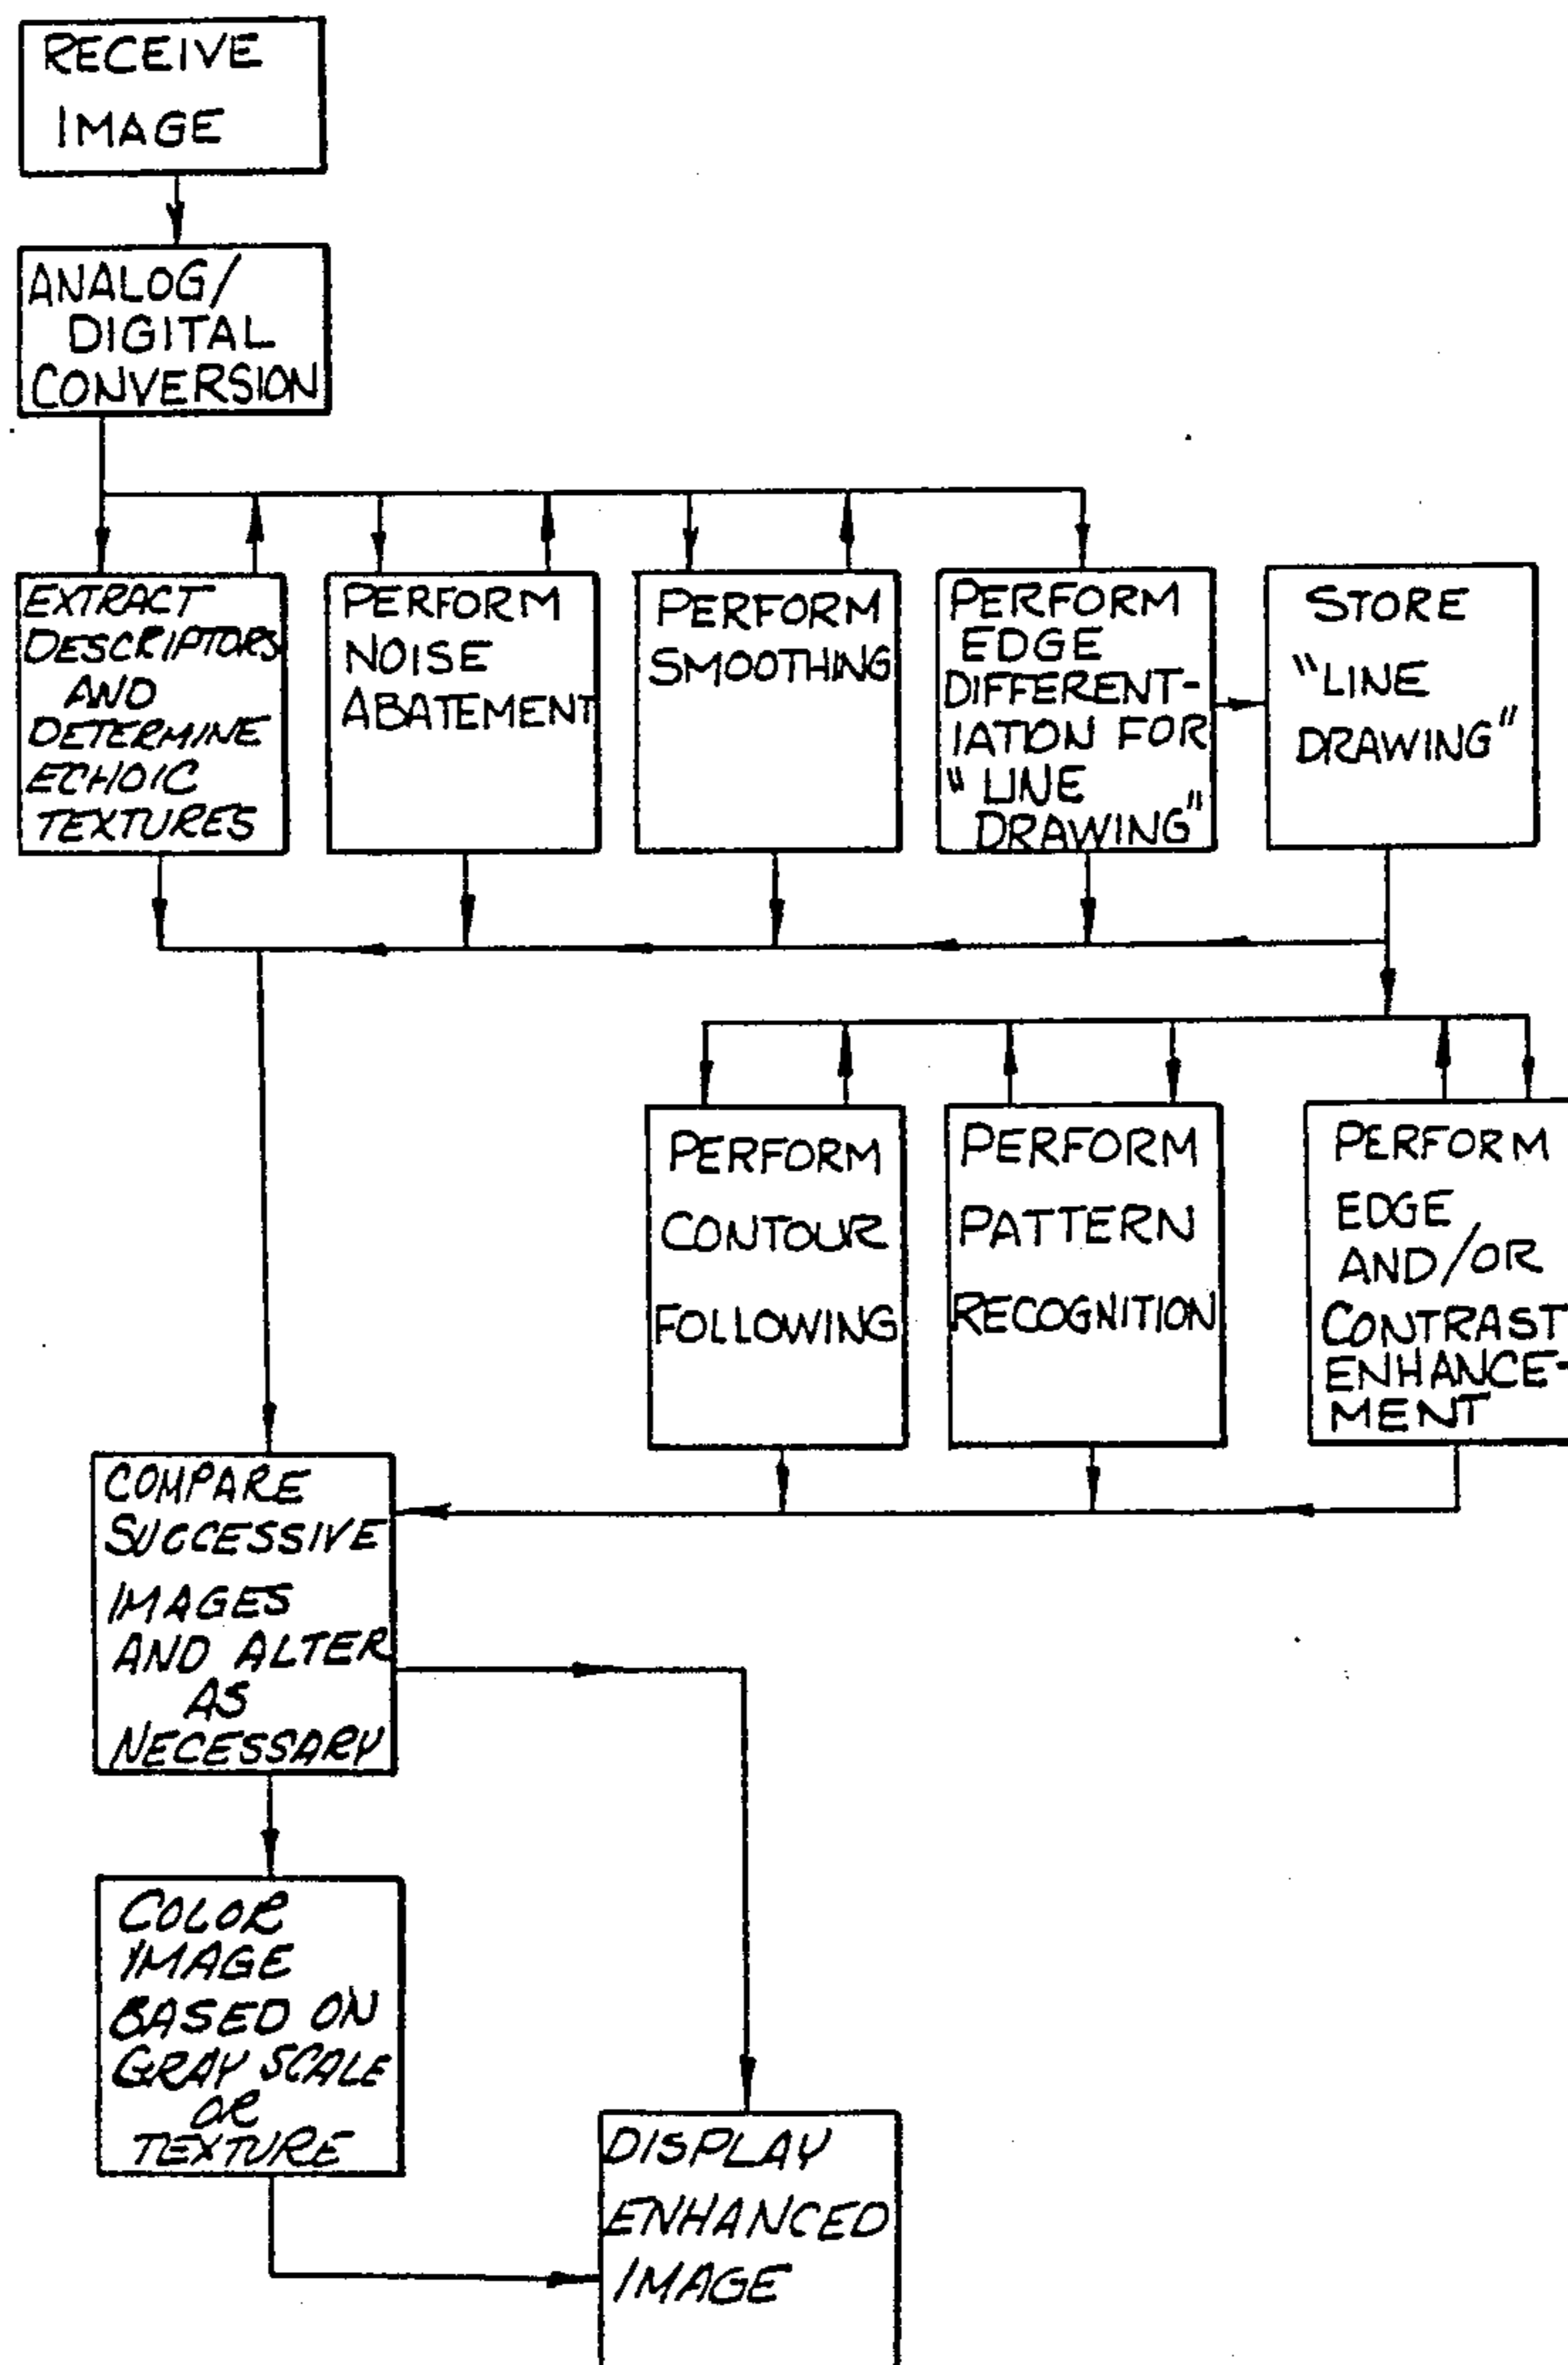 RECEIVE
IMAGE
ANALOG/
DIGITAL
CONVERSION
EXTRACT
DESCRIPTORS
AND
DETERMINE
ECHOIC
TEXTURES
PERFORM
NOISE
ABATEMENT
PERFORM
SMOOTHING
PERFORM
EDGE
DIFFERENT-
IATION FOR
"LINE
DRAWING"
STORE
"LINE
DRAWING"
PERFORM
CONTOUR
FOLLOWING
PERFORM
PATTERN
RECOGNITION
PERFORM
EDGE
AND/OR
CONTRAST
ENHANCE-
MENT
COMPARE
SUCCESSIVE
IMAGES
AND ALTER
AS
NECESSARY
COLOR
IMAGE
BASED ON
GRAY SCALE
OR
TEXTURE
DISPLAY
ENHANCED
IMAGE